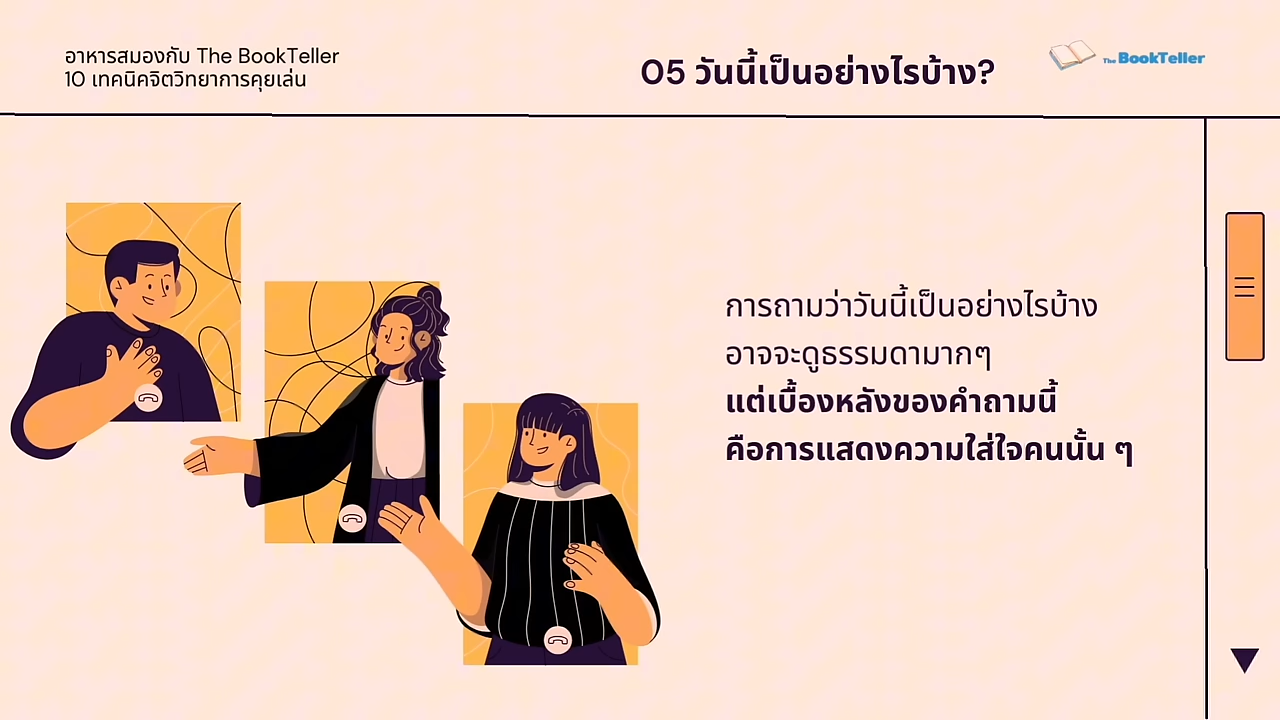 อาหารสมองกับ The BookTeller
10 เทคนิคจิตวิทยาการคุยเล่น
05 วันนี้เป็นอย่างไรบ้าง?
The BookTeller
การถามว่าวันนี้เป็นอย่างไรบ้าง
อาจจะดูธรรมดามากๆ
แต่เบื้องหลังของคำถามนี้
คือการแสดงความใส่ใจคนนั้น ๆ